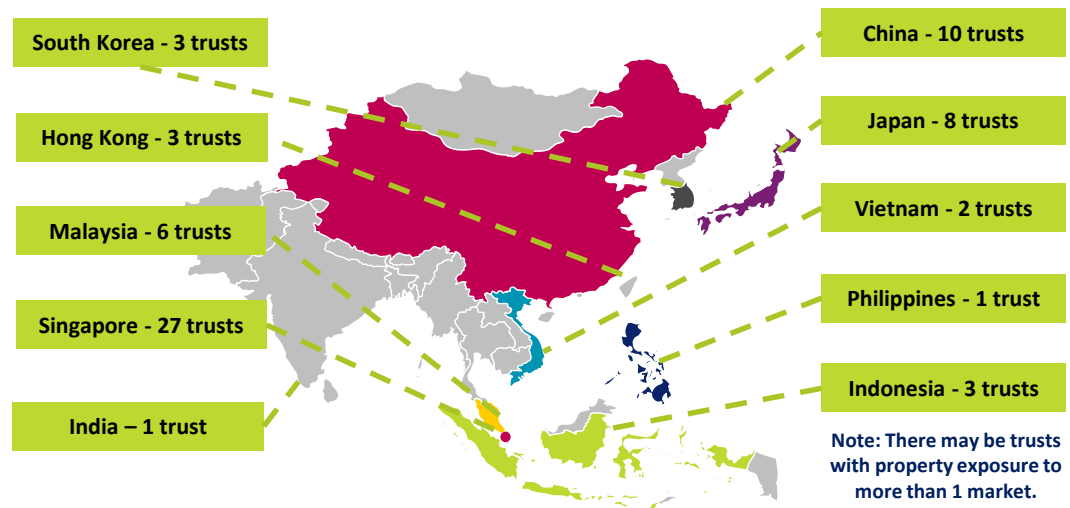 South Korea - 3 trusts
Hong Kong - 3 trusts
Malaysia - 6 trusts
Singapore - 27 trusts
India – 1 trust
China - 10 trusts
Japan - 8 trusts
Vietnam - 2 trusts
Philippines - 1 trust
Indonesia - 3 trusts
Note: There may be trusts
with property exposure to
more than 1 market.